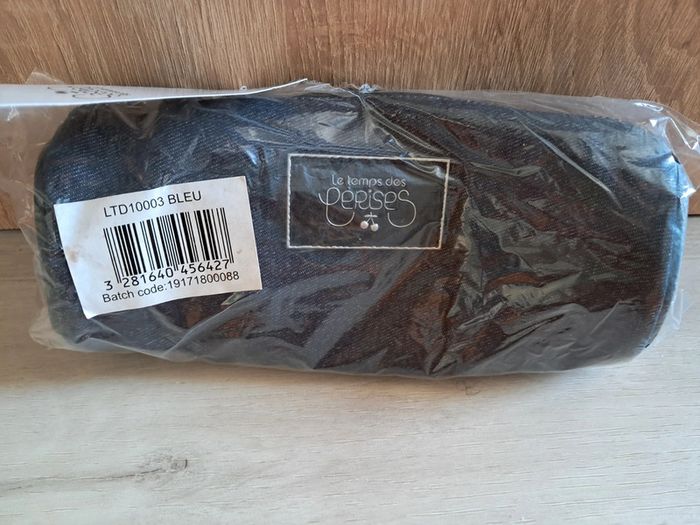 LTD10003 BLEU
3 281640 456427
Batch code:19171800088
Le temps des
cerises